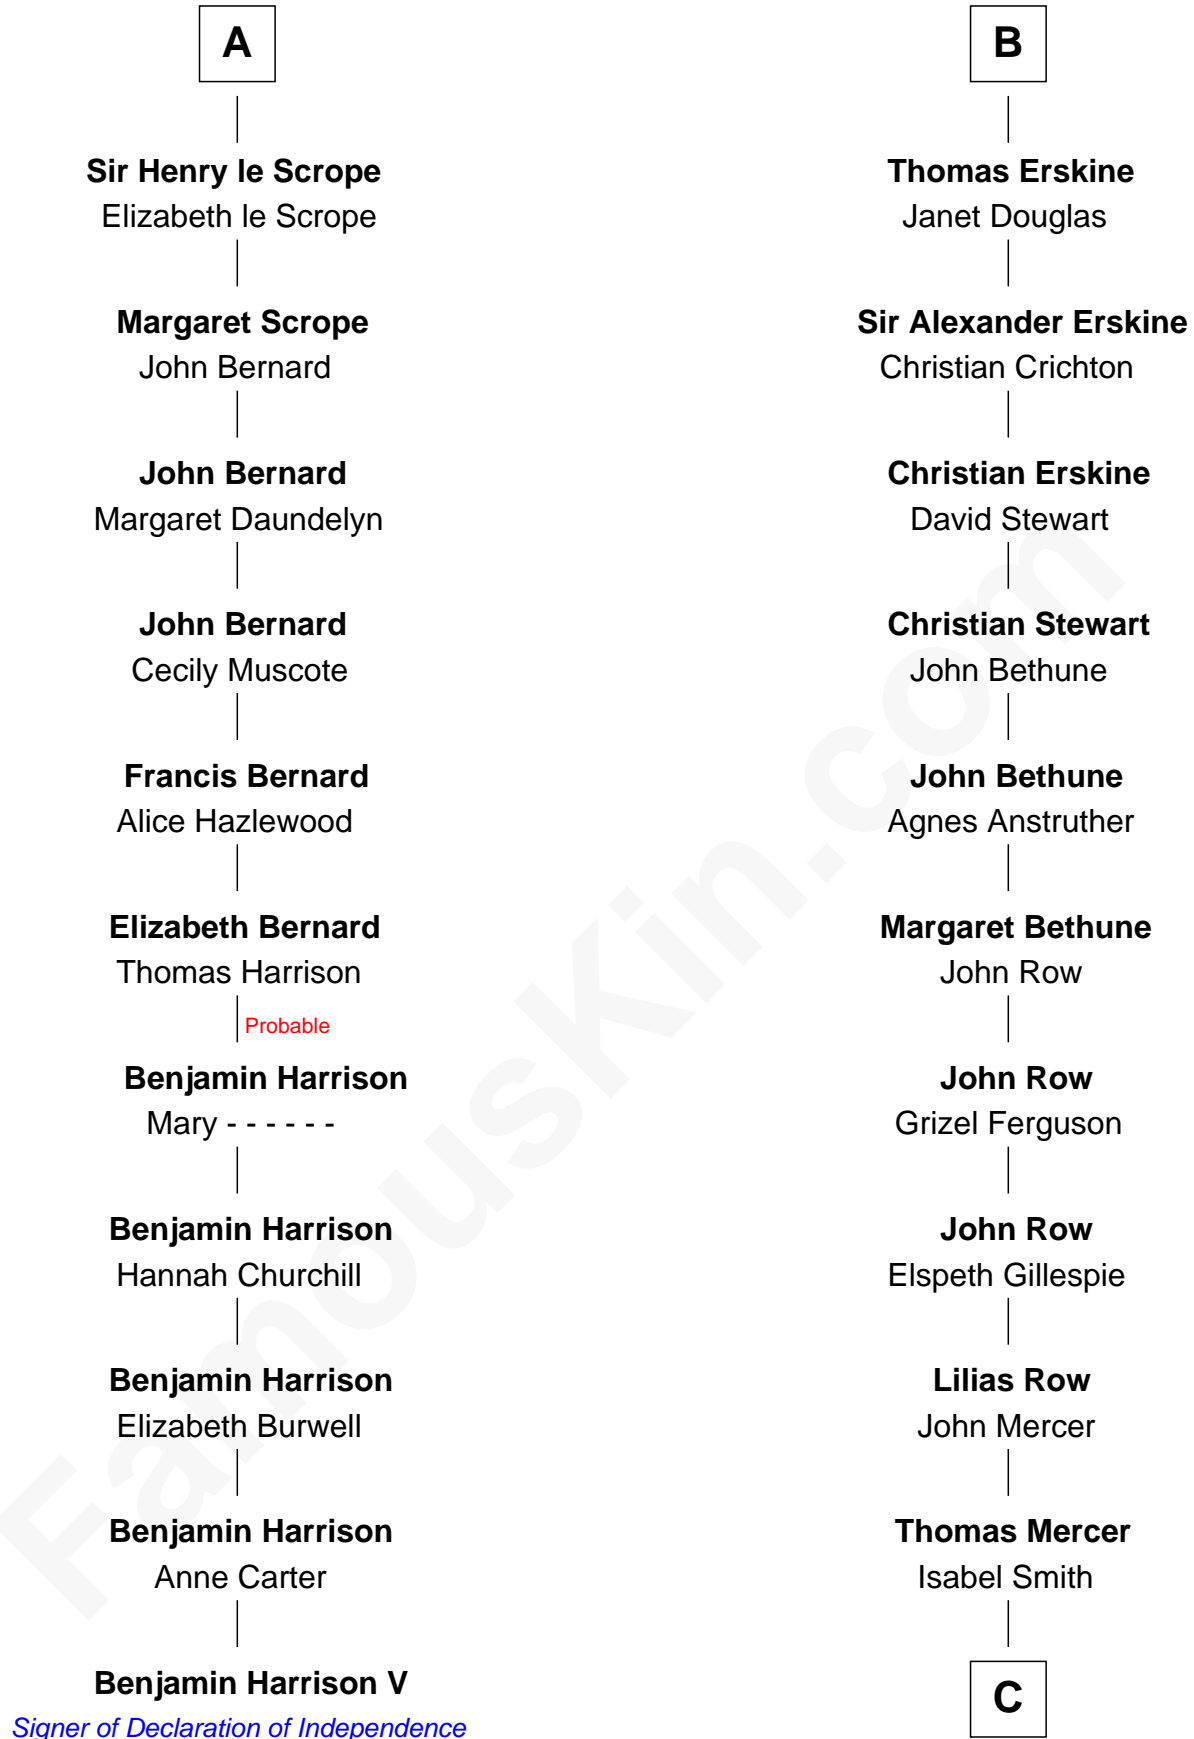 A
Sir Henry le Scrope
Elizabeth le Scrope
Margaret Scrope
John Bernard
John Bernard
Margaret Daundelyn
John Bernard
Cecily Muscote
Francis Bernard
Alice Hazlewood
Elizabeth Bernard
Thomas Harrison
Probable
Benjamin Harrison
Mary - - - - - -
Benjamin Harrison
Hannah Churchill
Benjamin Harrison
Elizabeth Burwell
Benjamin Harrison
Anne Carter
Benjamin Harrison V
Signer of Declaration of Independence
B
Thomas Erskine
Janet Douglas
Sir Alexander Erskine
Christian Crichton
Christian Erskine
David Stewart
Christian Stewart
John Bethune
John Bethune
Agnes Anstruther
Margaret Bethune
John Row
John Row
Grizel Ferguson
John Row
Elspeth Gillespie
Lilias Row
John Mercer
Thomas Mercer
Isabel Smith
C
FamousKin.com